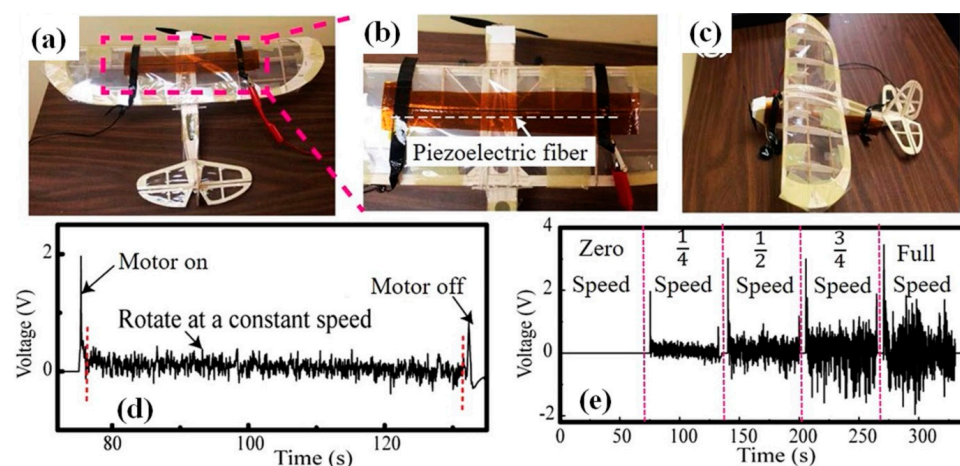 (a)
(b)
Piezoelectric fiber
(c)
Voltage (V)
2
0
Motor on
Rotate at a constant speed
Motor off
(d)
80
100
120
Time (s)
Voltage (V)
4
2
0
-2
Zero
Speed
1/4
Speed
1/2
Speed
3/4
Speed
Full
Speed
(e)
0
50
100
150
200
250
300
Time (s)